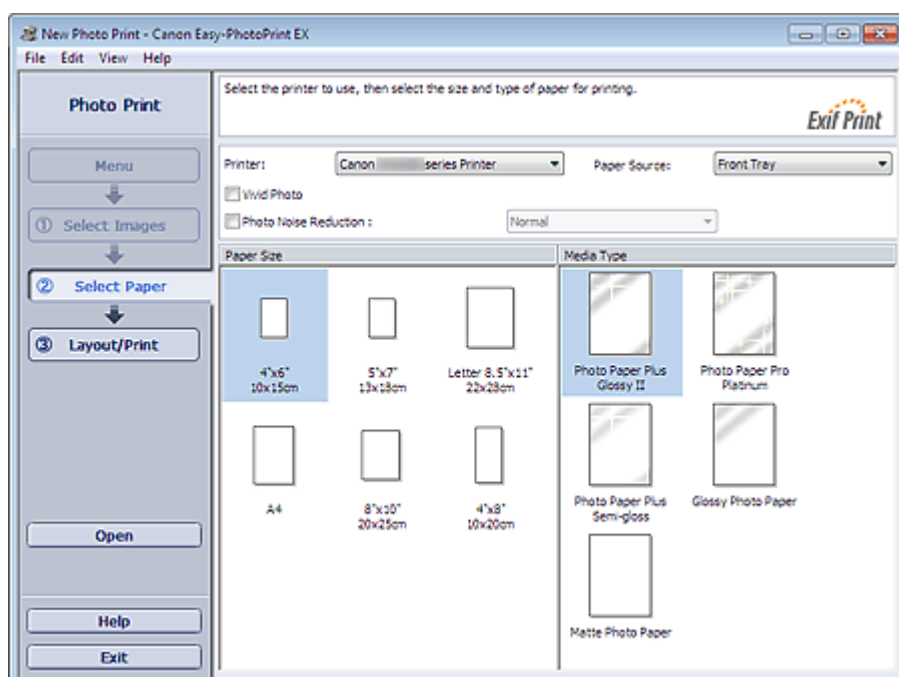 New Photo Print - Canon Easy-PhotoPrint EX
File Edit View Help
Photo Print
Select the printer to use, then select the size and type of paper for printing.
Exif Print
Menu
① Select Images
② Select Paper
③ Layout/Print
Open
Help
Exit
Printer: Canon series Printer Paper Source: Front Tray
Vivid Photo
Photo Noise Reduction : Normal
Paper Size
4"x6"
10x15cm
5"x7"
13x18cm
Letter 8.5"x11"
22x28cm
A4
8"x10"
20x25cm
4"x8"
10x20cm
Media Type
Photo Paper Plus
Glossy II
Photo Paper Pro
Platinum
Photo Paper Plus
Semi-gloss
Glossy Photo Paper
Matte Photo Paper